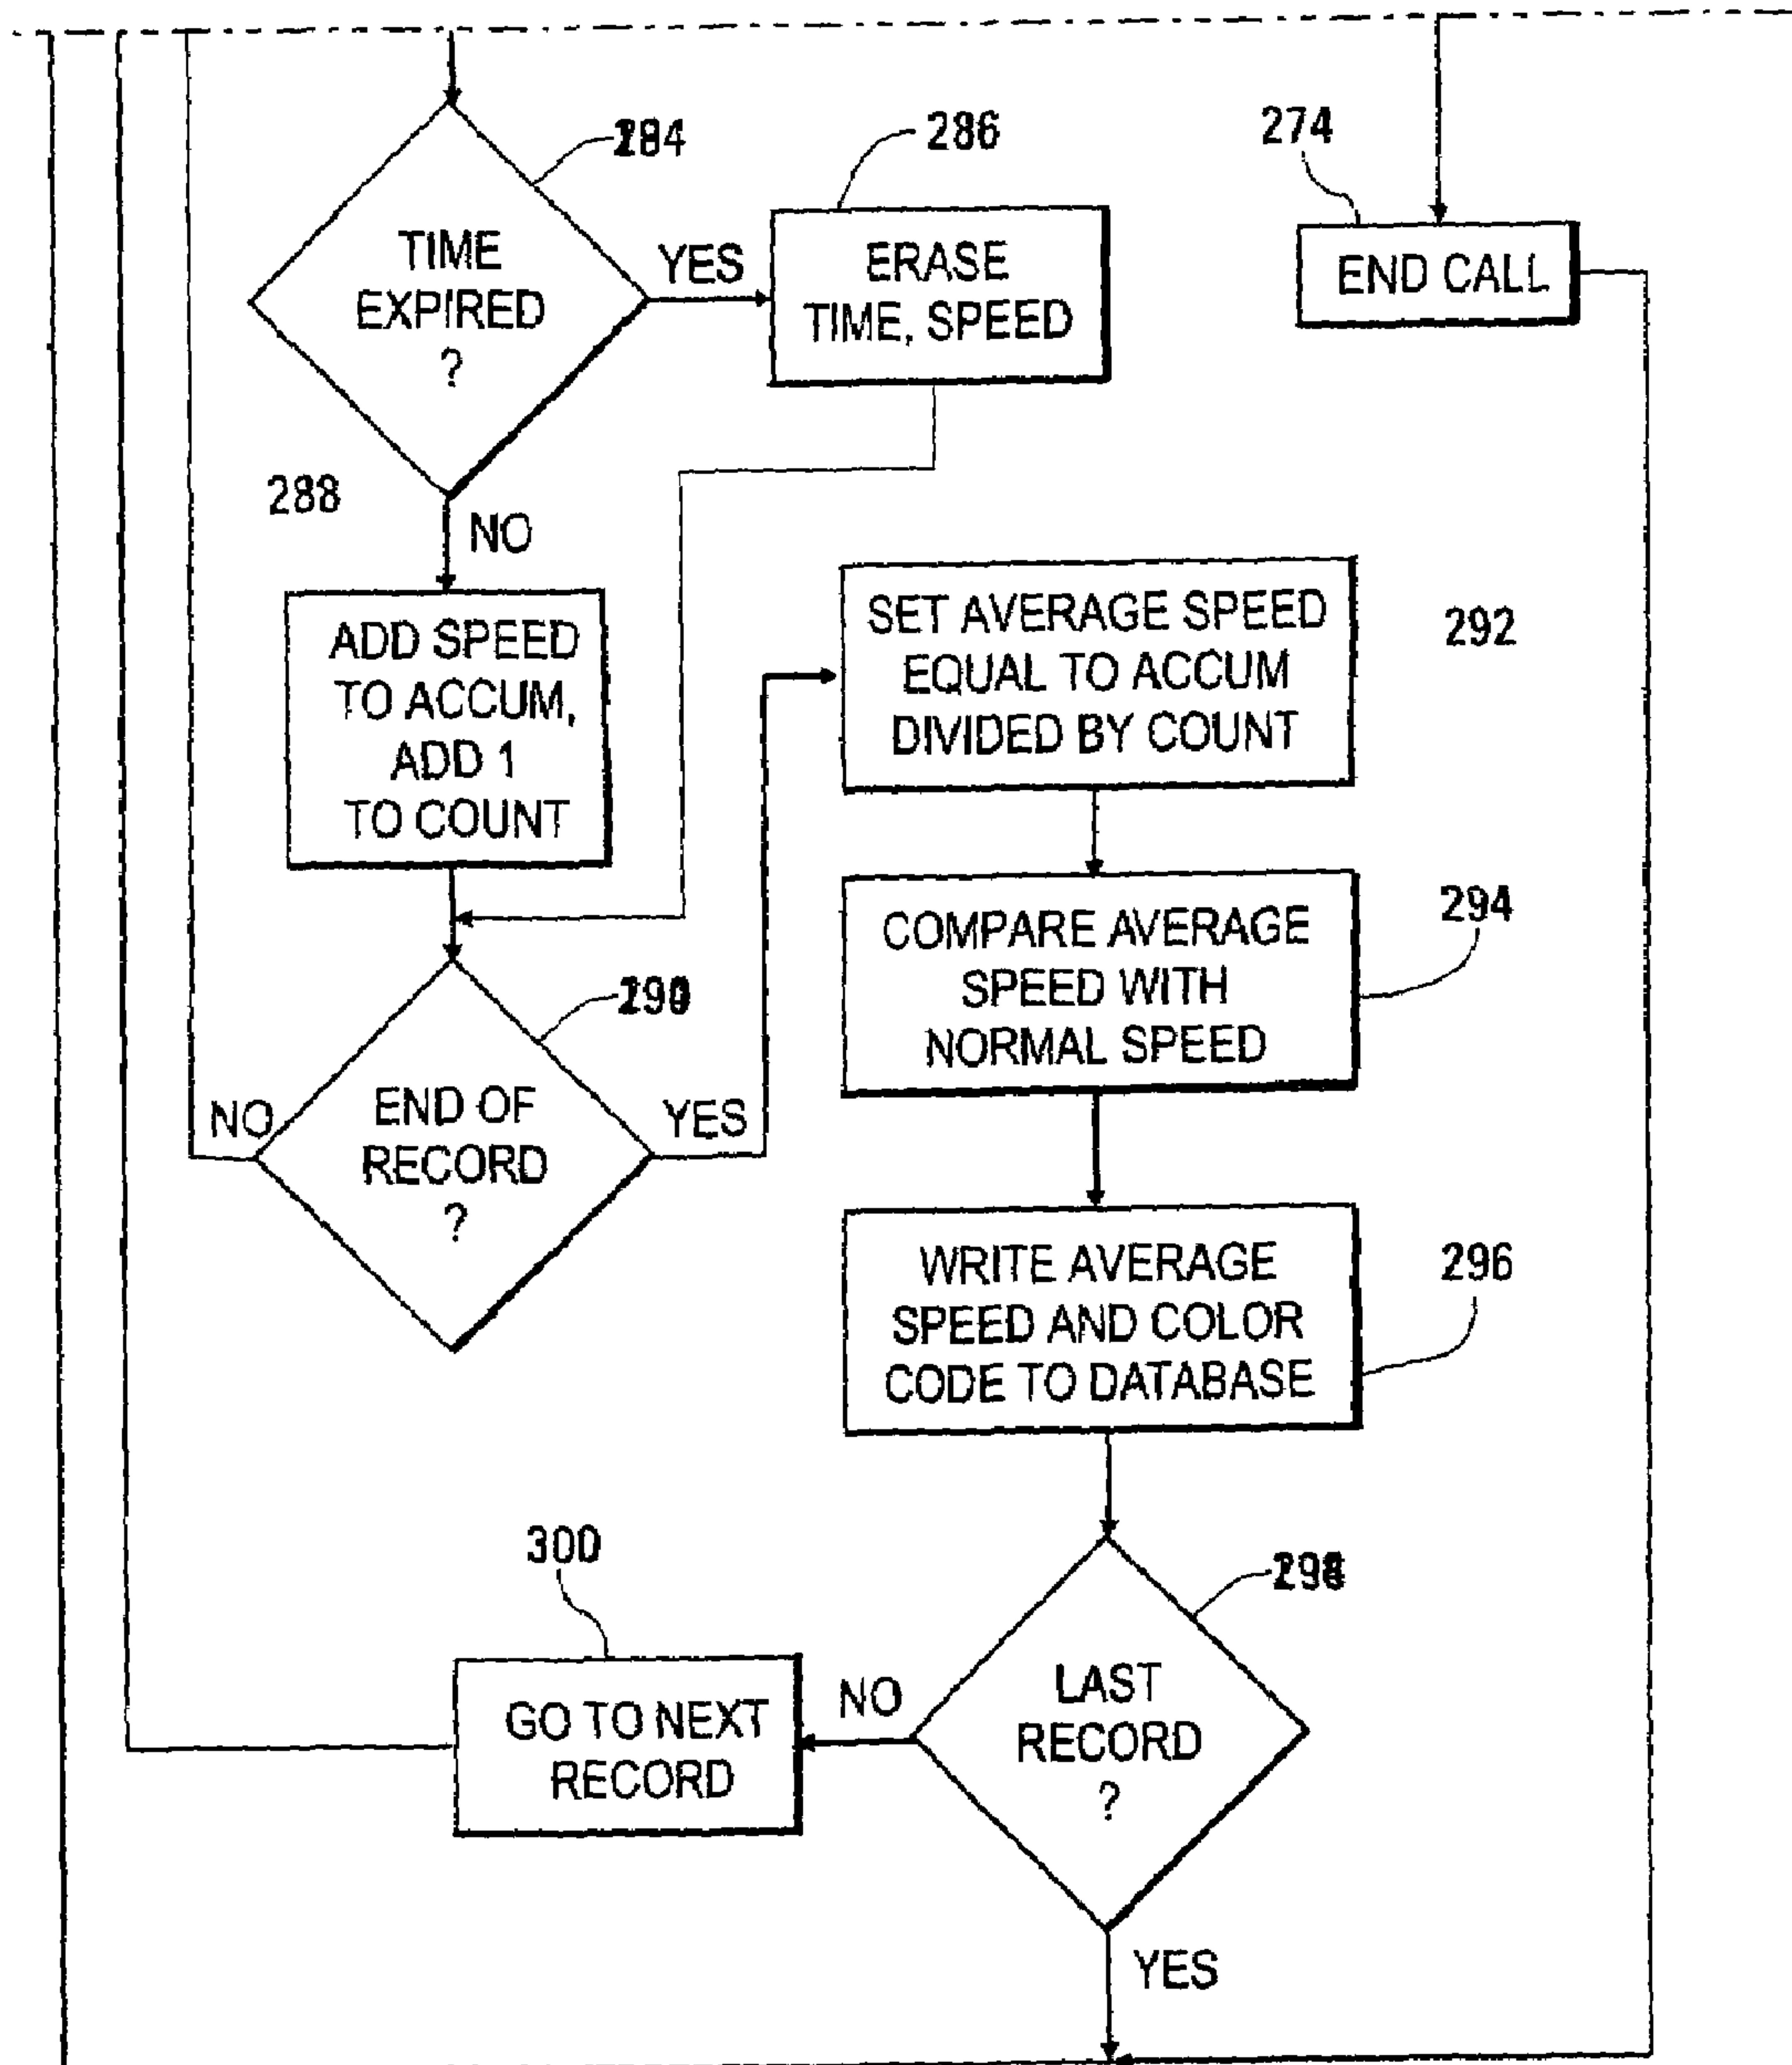 284
286
274
TIME
EXPIRED
?
YES
ERASE
TIME, SPEED
END CALL
288
NO
ADD SPEED
TO ACCUM,
ADD 1
TO COUNT
SET AVERAGE SPEED
EQUAL TO ACCUM
DIVIDED BY COUNT
292
COMPARE AVERAGE
SPEED WITH
NORMAL SPEED
294
290
END OF
RECORD
?
NO
YES
WRITE AVERAGE
SPEED AND COLOR
CODE TO DATABASE
296
300
298
GO TO NEXT
RECORD
NO
LAST
RECORD
?
YES